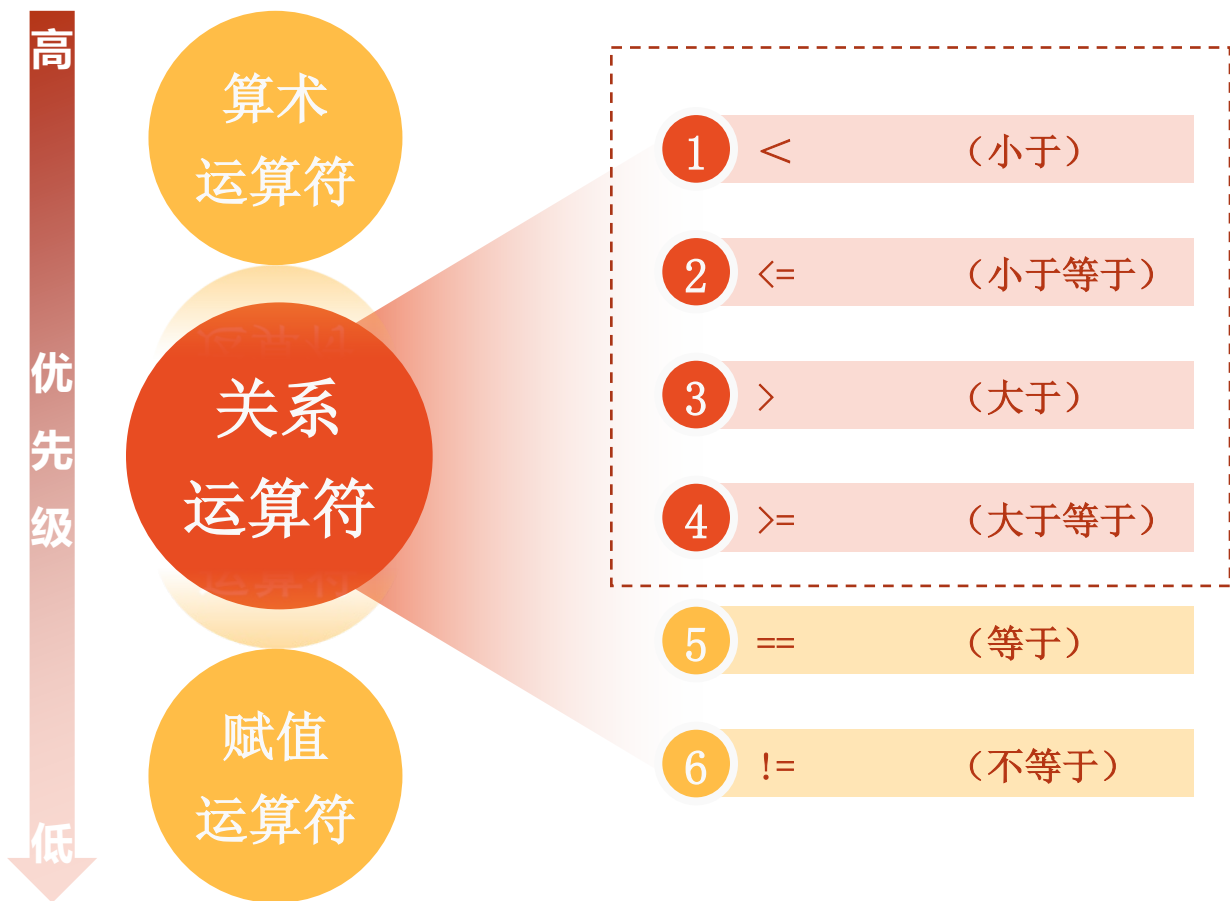 高
优
先
级
低
算术
运算符
关系
运算符
赋值
运算符
1 < （小于）
2 <= （小于等于）
3 > （大于）
4 >= （大于等于）
5 == （等于）
6 != （不等于）